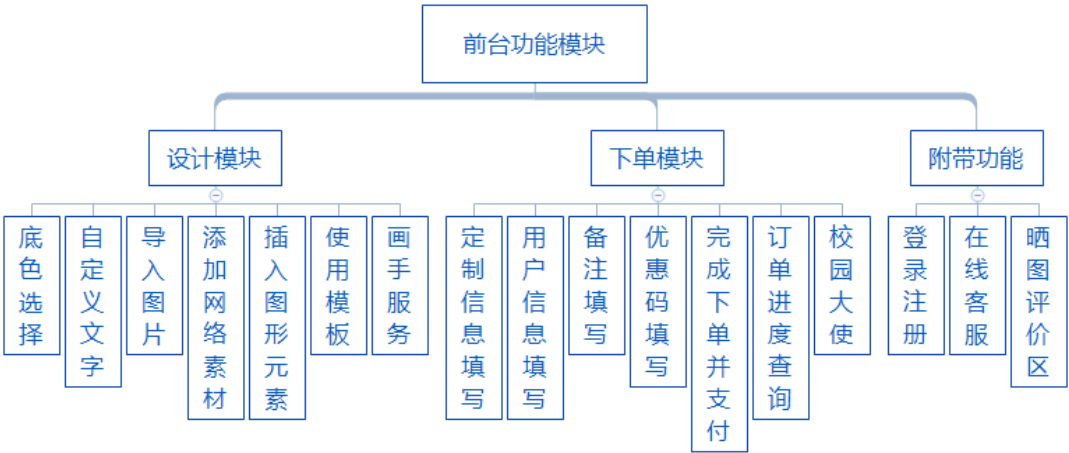 前台功能模块
设计模块
下单模块
附带功能
底色选择
自定义文字
导入图片
添加网络素材
插入图形元素
使用模板
画手服务
定制信息填写
用户信息填写
备注填写
优惠码填写
完成下单并支付
订单进度查询
校园大使
登录注册
在线客服
晒图评价区